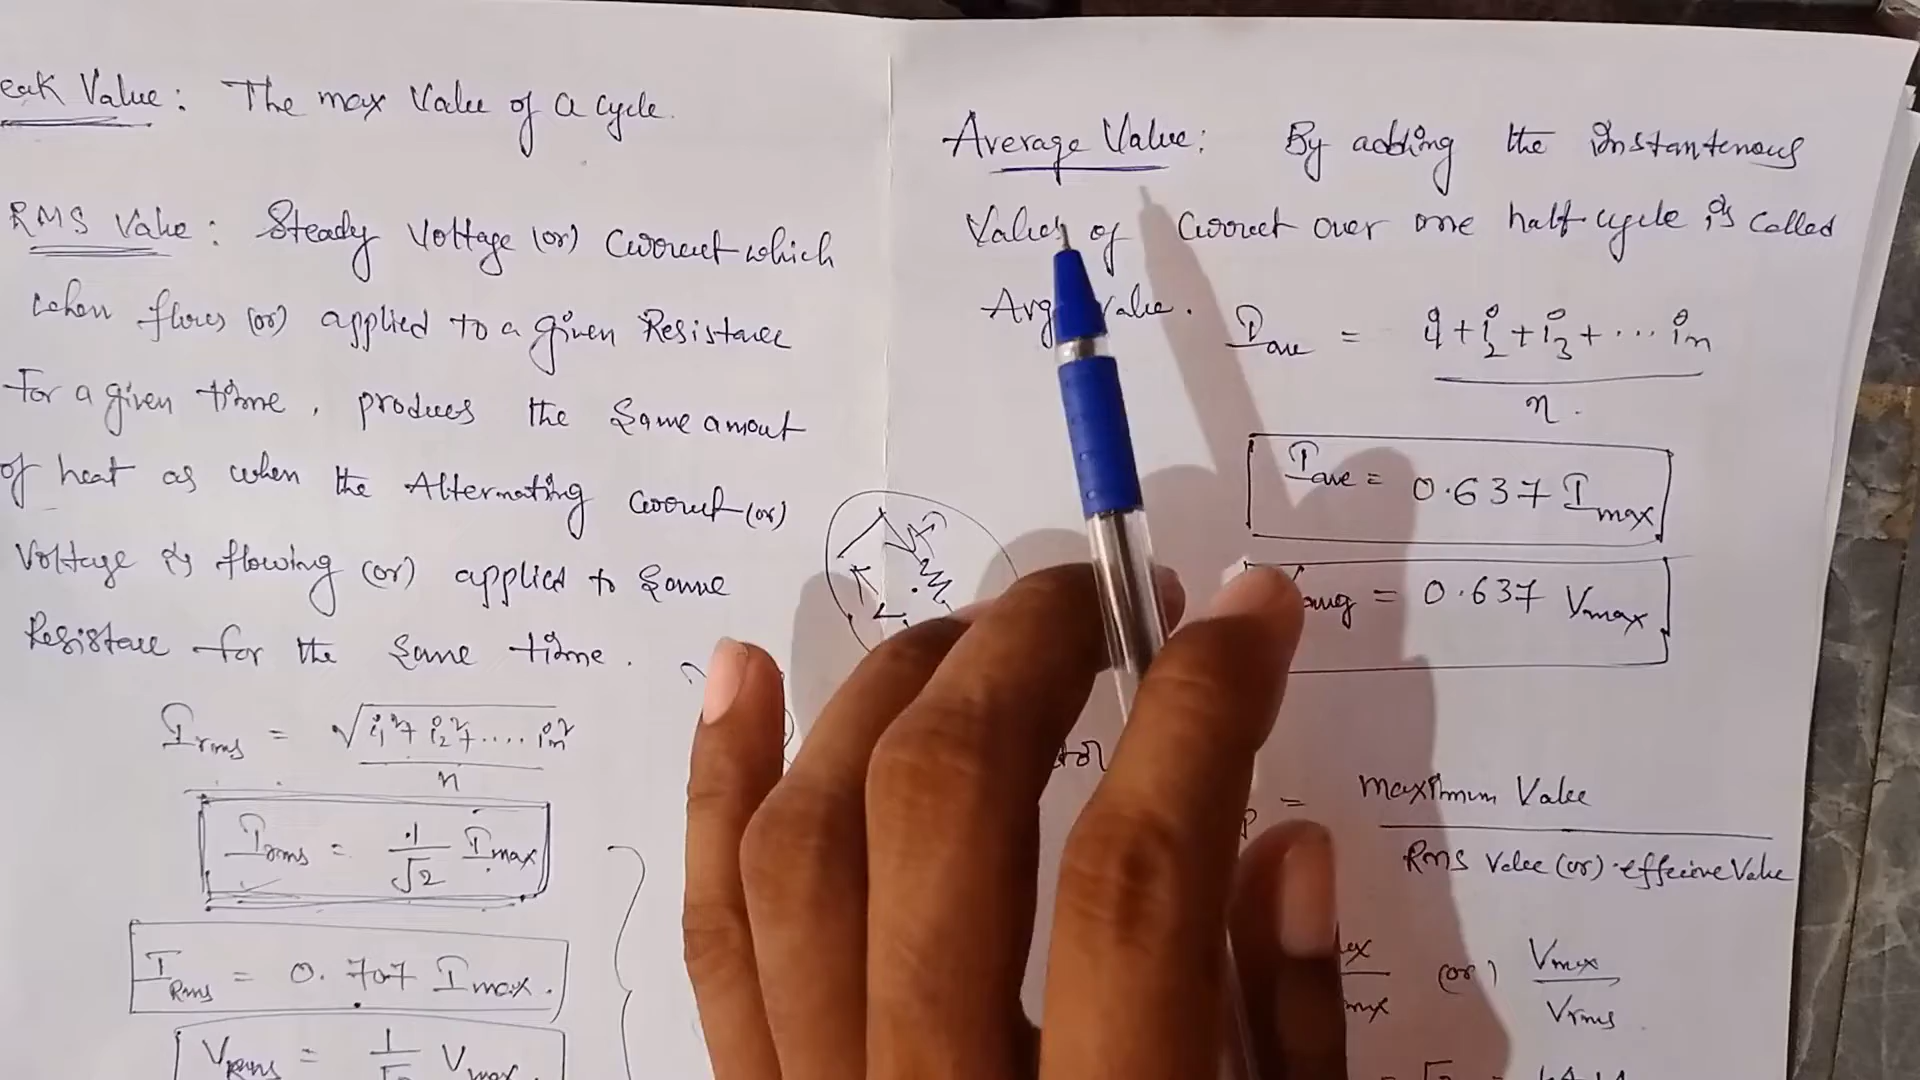 eak Value : The max Value of a cycle.
RMS Value : Steady Voltage (or) Current which
when flows (or) applied to a given Resistance
For a given time , produces the Same amout
of heat as when the Alternating current (or)
Voltage is flowing (or) applied to Same
Resistace for the Same time .
Irms = √i₁² + i₂² + .... in² / n
Irms = 1/√2 Imax
IRms = 0.707 Imax .
VRms = 1/ Vmax .
Average Value : By adding the instantenous
Values of Current over one half cycle is called
Avg Value .
Iave = i1 + i2 + i3 + ... in / n .
Iave = 0.637 Imax
avg = 0.637 Vmax
tor
P = maximum Value / Rms Value (or) effecive Value
(or) Vmax / Vrms